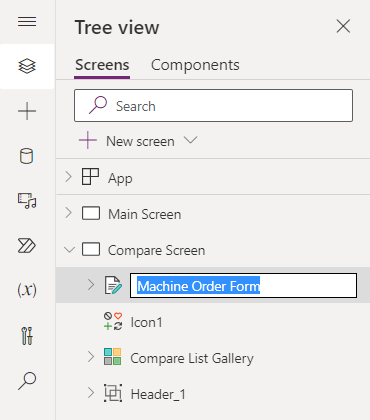 Tree view
Screens Components
Search
New screen
App
Main Screen
Compare Screen
Machine Order Form
Icon1
Compare List Gallery
Header_1
(x)